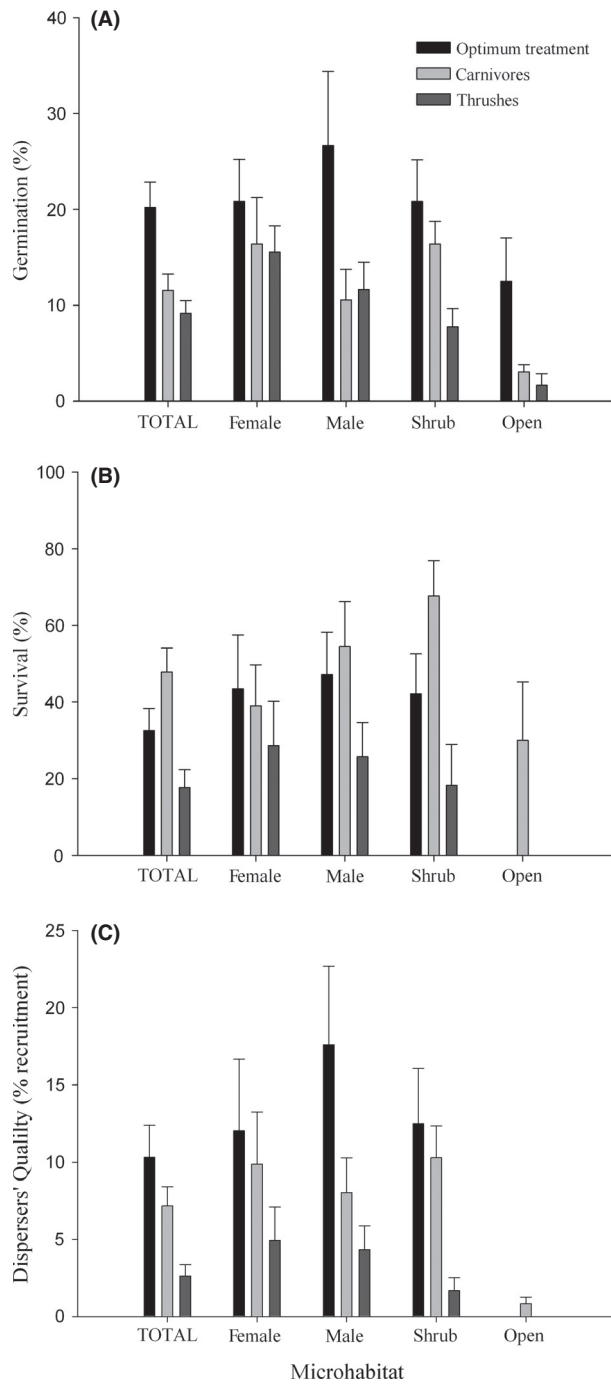 (A)
Optimum treatment
Carnivores
Thrushes
40
30
20
10
0
Germination (%)
TOTAL Female Male Shrub Open
(B)
100
80
60
40
20
0
Survival (%)
TOTAL Female Male Shrub Open
(C)
25
20
15
10
5
0
Dispersers' Qualilty (% recruitment)
TOTAL Female Male Shrub Open
Microhabitat